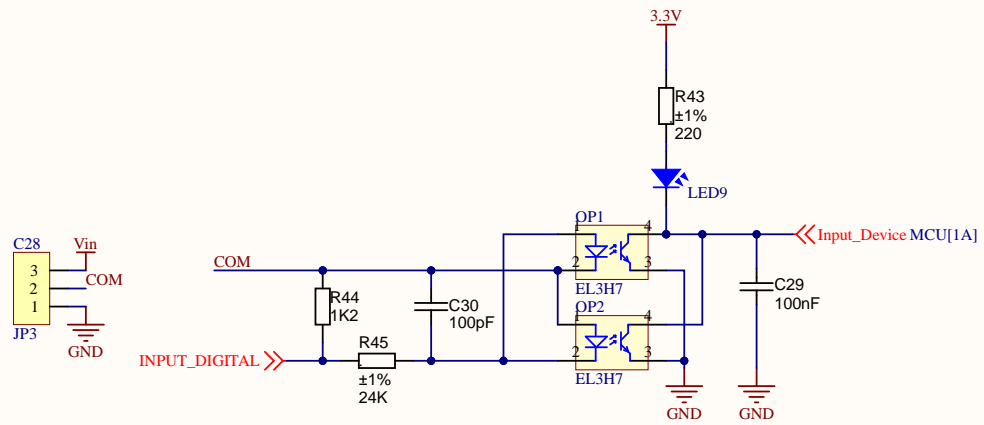 3.3V
R43
±1%
220
LED9
OP1
1
4
2
3
EL3H7
Input_Device MCU[1A]
C28
Vin
3
COM
2
1
JP3
GND
COM
R44
1K2
C30
100pF
C29
100nF
OP2
1
4
2
3
EL3H7
INPUT_DIGITAL
R45
±1%
24K
GND
GND